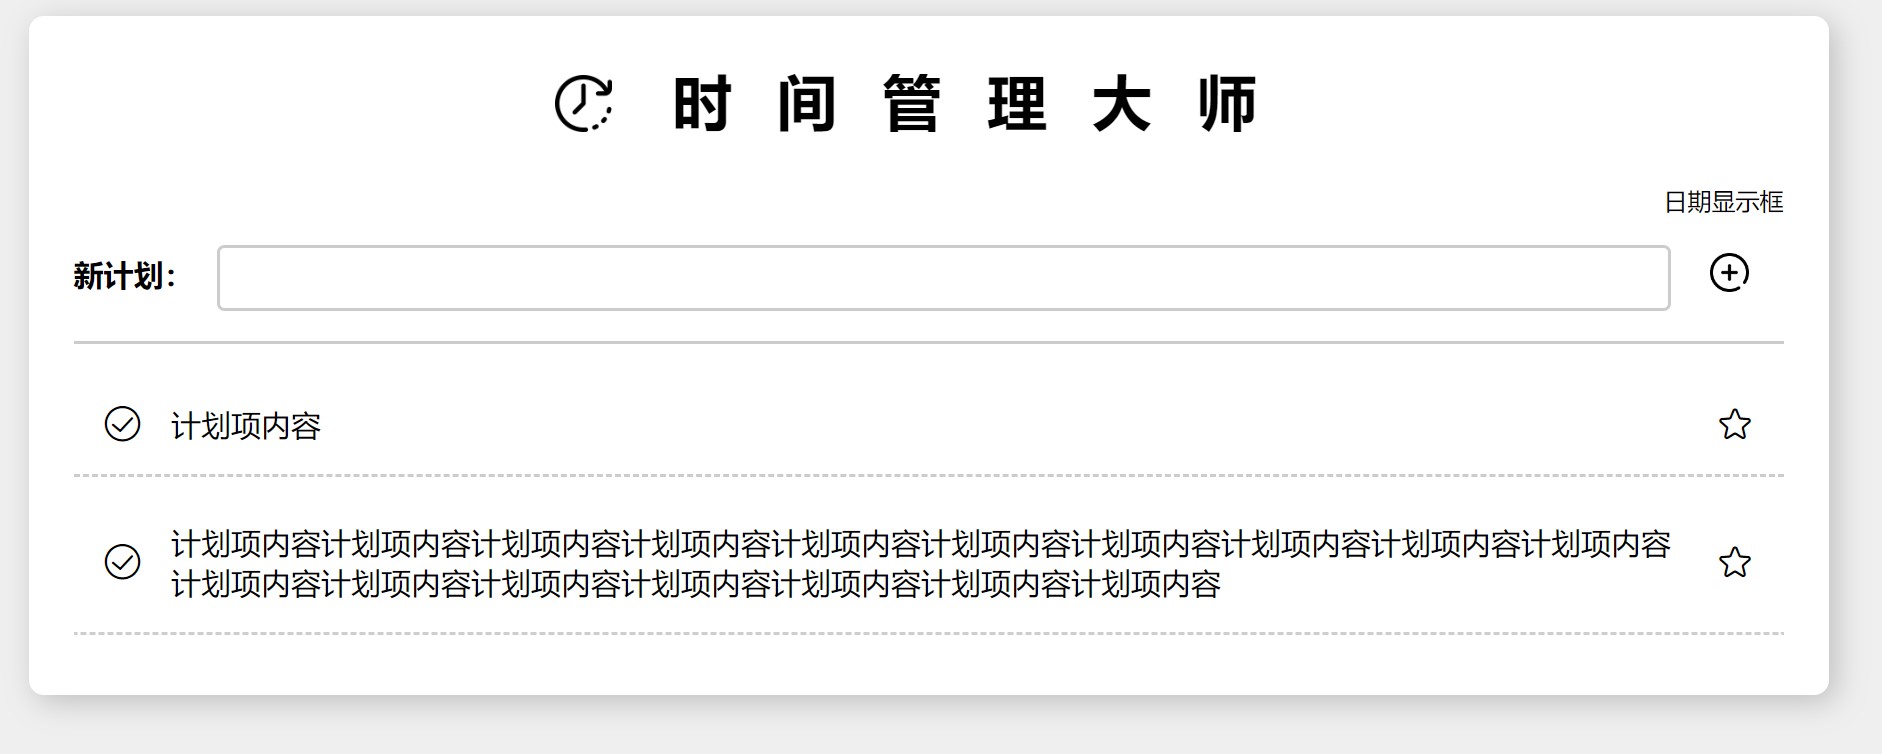 时间管理大师
日期显示框
新计划：
计划项内容
计划项内容计划项内容计划项内容计划项内容计划项内容计划项内容计划项内容计划项内容计划项内容计划项内容
计划项内容计划项内容计划项内容计划项内容计划项内容计划项内容计划项内容